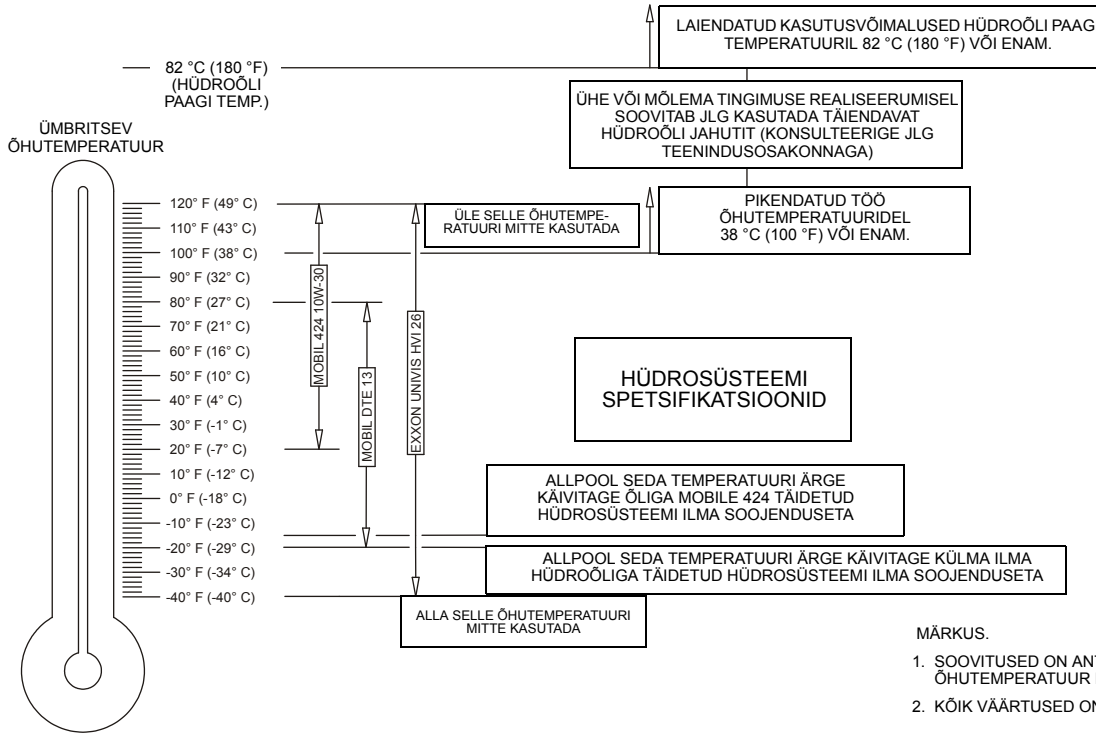 LAIENDATUD KASUTUSVÕIMALUSED HÜDROÕLI PAAGI
TEMPERATUURIL 82 °C (180 °F) VÕI ENAM.
82 °C (180 °F)
(HÜDROÕLI
PAAGI TEMP.)
ÜHE VÕI MÕLEMA TINGIMUSE REALISEERUMISEL
SOOVITAB JLG KASUTADA TÄIENDAVAT
HÜDROÕLI JAHUTIT (KONSULTEERIGE JLG
TEENINDUSOSAKONNAGA)
ÜMBRITSEV
ÕHUTEMPERATUUR
PIKENDATUD TÖÖ
ÕHUTEMPERATUURIDEL
38 °C (100 °F) VÕI ENAM.
ÜLE SELLE ÕHUTEMPE-
RATUURI MITTE KASUTADA
120° F (49° C)
110° F (43° C)
100° F (38° C)
90° F (32° C)
80° F (27° C)
70° F (21° C)
60° F (16° C)
50° F (10° C)
40° F (4° C)
30° F (-1° C)
20° F (-7° C)
10° F (-12° C)
0° F (-18° C)
-10° F (-23° C)
-20° F (-29° C)
-30° F (-34° C)
-40° F (-40° C)
MOBIL 424 10W-30
MOBIL DTE 13
EXXON UNIVIS HVI 26
HÜDROSÜSTEEMI
SPETSIFIKATSIOONID
ALLPOOL SEDA TEMPERATUURI ÄRGE
KÄIVITAGE ÕLIGA MOBILE 424 TÄIDETUD
HÜDROSÜSTEEMI ILMA SOOJENDUSETA
ALLPOOL SEDA TEMPERATUURI ÄRGE KÄIVITAGE KÜLMA ILMA
HÜDROÕLIGA TÄIDETUD HÜDROSÜSTEEMI ILMA SOOJENDUSETA
ALLA SELLE ÕHUTEMPERATUURI
MITTE KASUTADA
MÄRKUS.
1. SOOVITUSED ON
ÕHUTEMPERATUUR
2. KÕIK VÄÄRTUSED ON